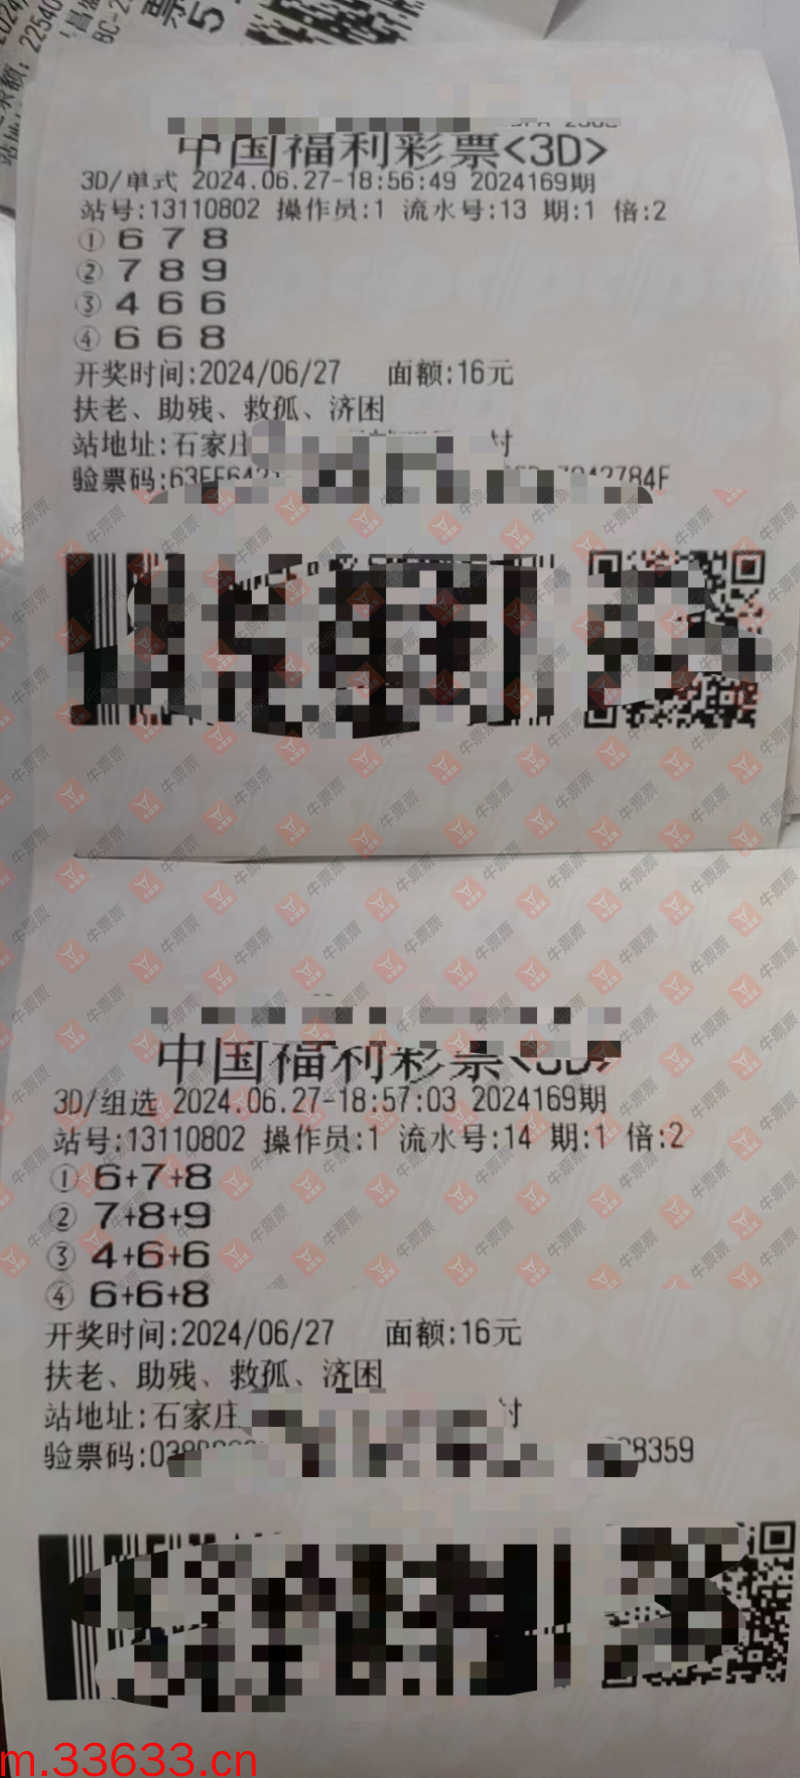 中国福利彩票<3D>
3D/单式 2024.06.27-18:56:49 2024169期
站号:13110802 操作员:1 流水号:13 期:1 倍:2
① 6 7 8
② 7 8 9
③ 4 6 6
④ 6 6 8
开奖时间:2024/06/27 面额:16元
扶老、助残、救孤、济困
站地址:石家庄 村
验票码: 2784F
牛票票
中国福利彩票
3D/组选 2024.06.27-18:57:03 2024169期
站号:13110802 操作员:1 流水号:14 期:1 倍:2
① 6+7+8
② 7+8+9
③ 4+6+6
④ 6+6+8
开奖时间:2024/06/27 面额:16元
扶老、助残、救孤、济困
站地址:石家庄 村
验票码: 8359
m.33633.cn